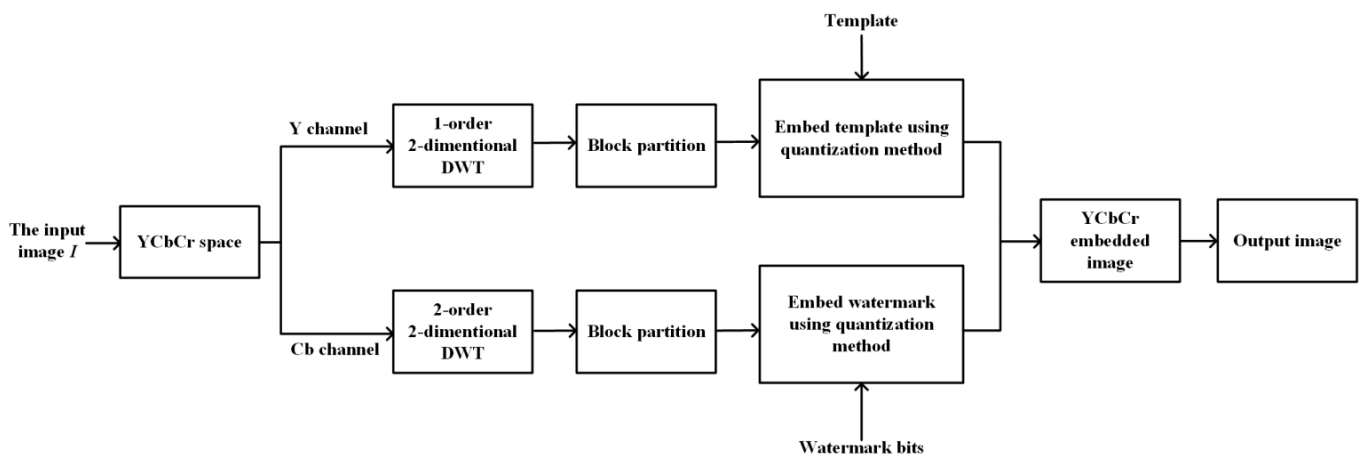 Template
Y channel
1-order
2-dimentional
DWT
Block partition
Embed template using
quantization method
The input
image I
YCbCr space
YCbCr
embedded
image
Output image
Cb channel
2-order
2-dimentional
DWT
Block partition
Embed watermark
using quantization
method
Watermark bits